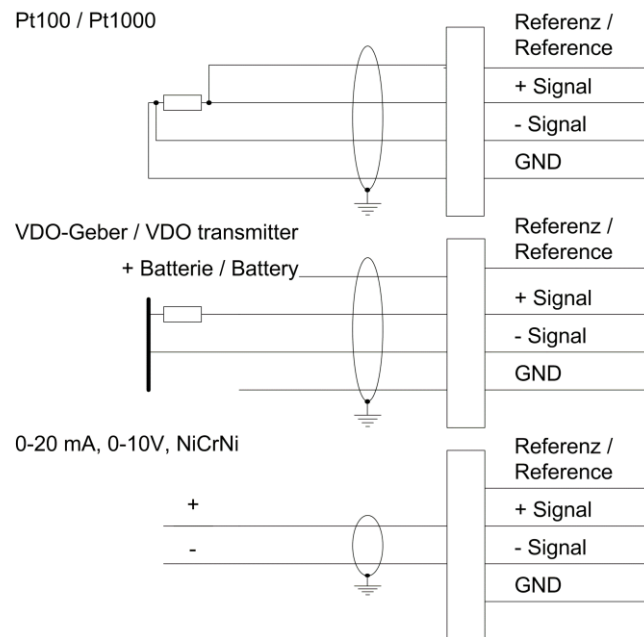 Pt100 / Pt1000
Referenz /
Reference
+ Signal
- Signal
GND
VDO-Geber / VDO transmitter
+ Batterie / Battery
Referenz /
Reference
+ Signal
- Signal
GND
0-20 mA, 0-10V, NiCrNi
+
-
Referenz /
Reference
+ Signal
- Signal
GND